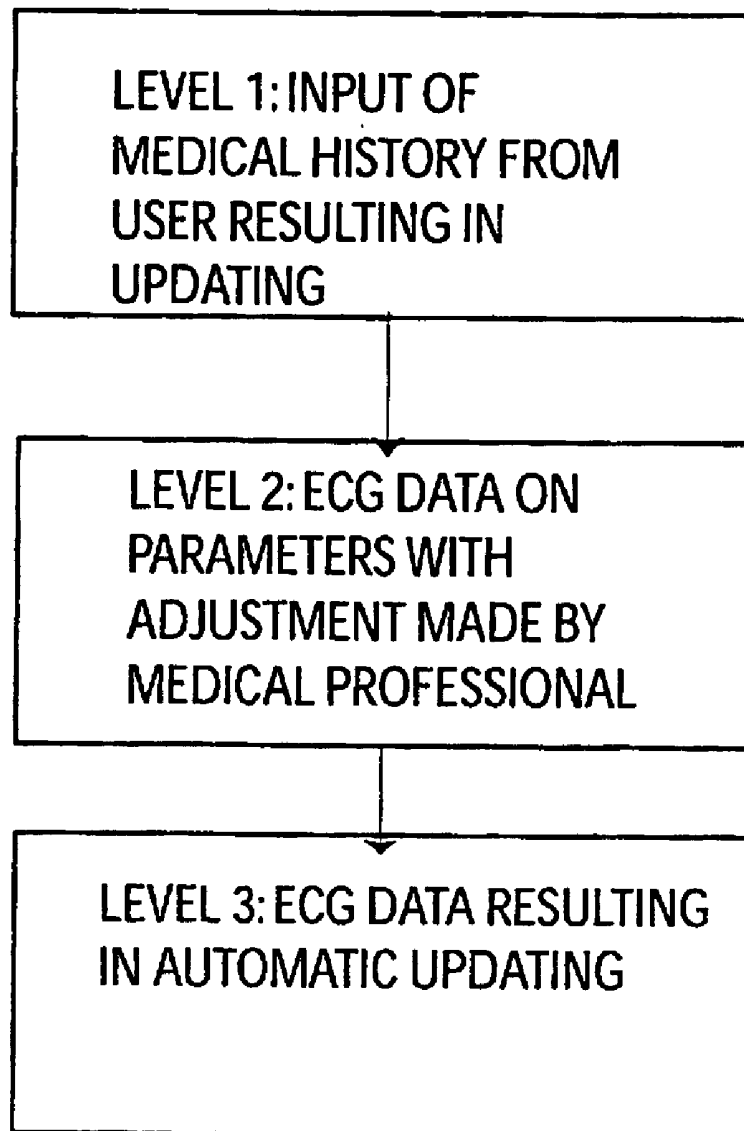 LEVEL 1: INPUT OF
MEDICAL HISTORY FROM
USER RESULTING IN
UPDATING
LEVEL 2: ECG DATA ON
PARAMETERS WITH
ADJUSTMENT MADE BY
MEDICAL PROFESSIONAL
LEVEL 3: ECG DATA RESULTING
IN AUTOMATIC UPDATING